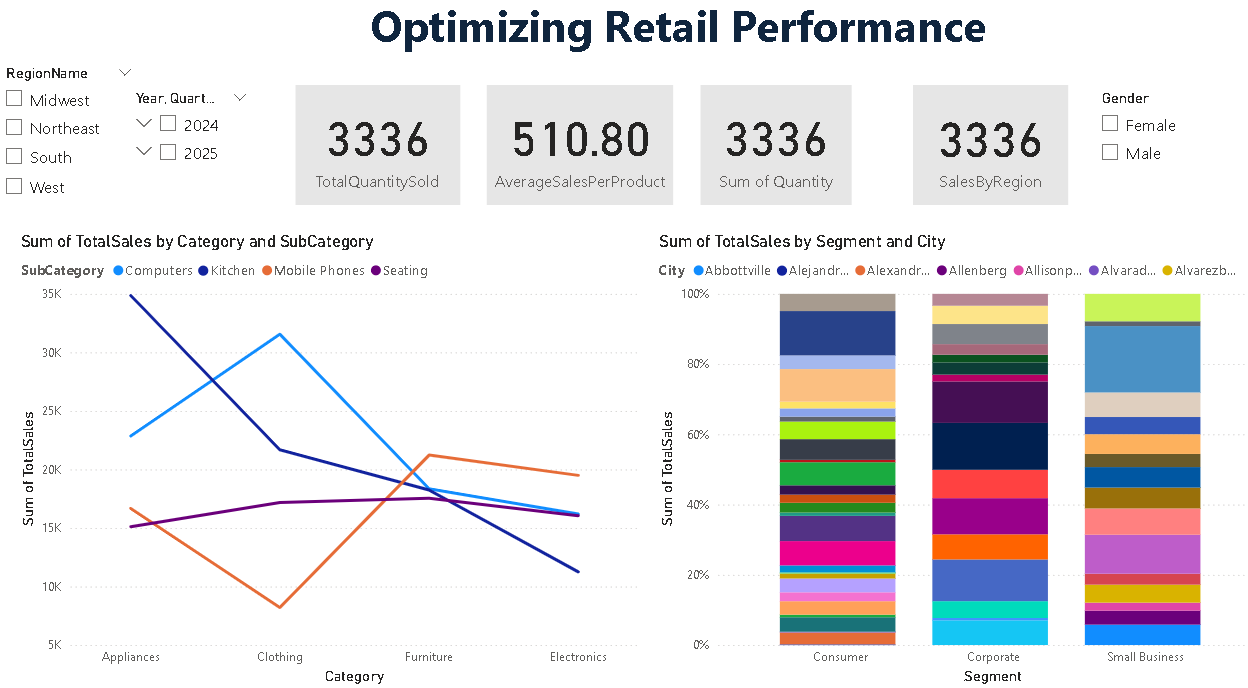 Optimizing Retail Performance
RegionName
Midwest
Northeast
South
West
Year, Quart...
2024
2025
3336
TotalQuantitySold
510.80
AverageSalesPerProduct
3336
Sum of Quantity
3336
SalesByRegion
Gender
Female
Male
Sum of TotalSales by Category and SubCategory
SubCategory Computers Kitchen Mobile Phones Seating
35K
30K
25K
20K
15K
10K
5K
Sum of TotalSales
Appliances Clothing Furniture Electronics
Category
Sum of TotalSales by Segment and City
City Abbottville Alejandr... Alexandr... Allenberg Allisonp... Alvarad... Alvarezb...
100%
80%
60%
40%
20%
0%
Sum of TotalSales
Consumer Corporate Small Business
Segment